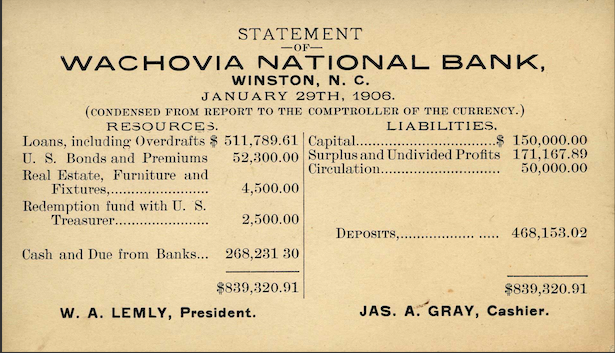 STATEMENT
—OF—
WACHOVIA NATIONAL BANK,
WINSTON, N. C.
JANUARY 29TH, 1906.
(CONDENSED FROM REPORT TO THE COMPTROLLER OF THE CURRENCY.)
RESOURCES.
Loans, including Overdrafts $ 511,789.61
U. S. Bonds and Premiums 52,300.00
Real Estate, Furniture and
Fixtures,...................... 4,500.00
Redemption fund with U. S.
Treasurer..................... 2,500.00
Cash and Due from Banks... 268,231 30
$839,320.91
W. A. LEMLY, President.
LIABILITIES.
Capital..............................$ 150,000.00
Surplus and Undivided Profits 171,167.89
Circulation......................... 50,000.00
DEPOSITS,................. ..... 468,153.02
$839,320.91
JAS. A. GRAY, Cashier.